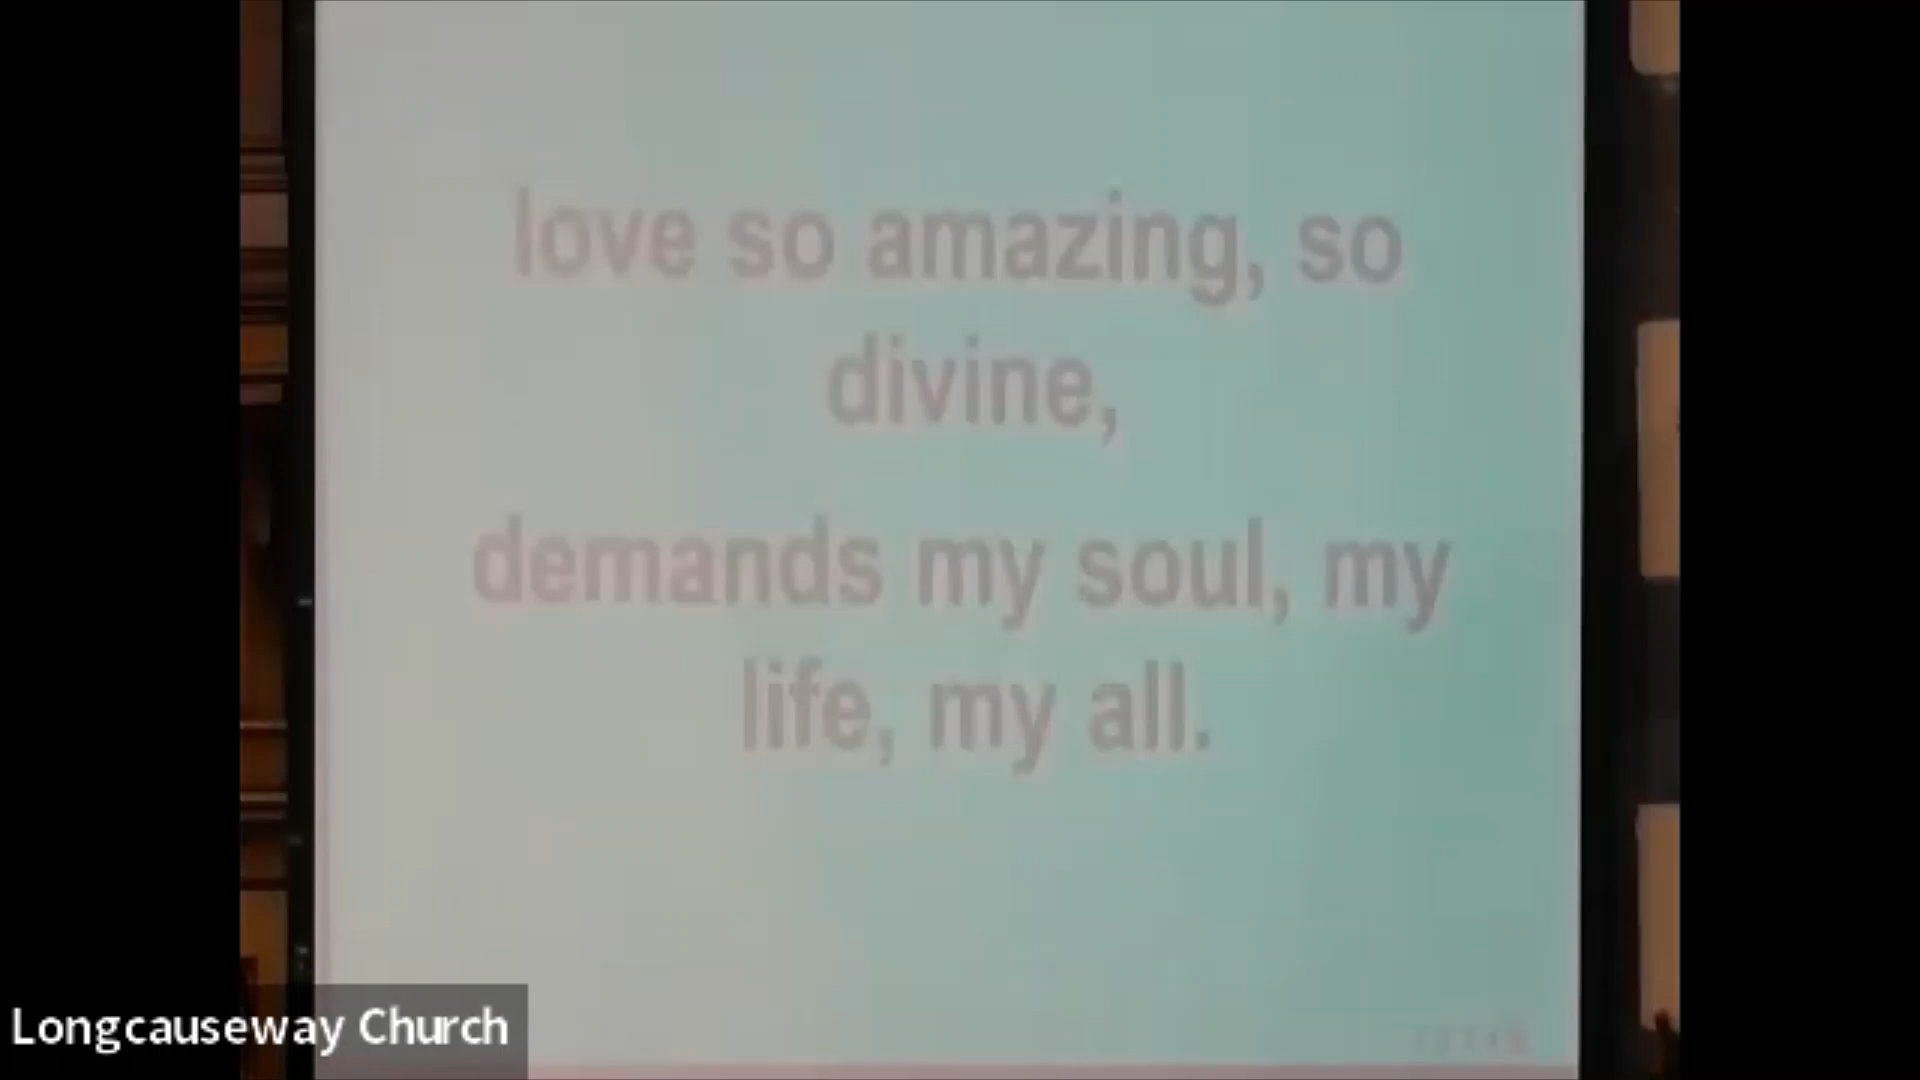 love so amazing, so
divine,
demands my soul, my
life, my all.
Longcauseway Church